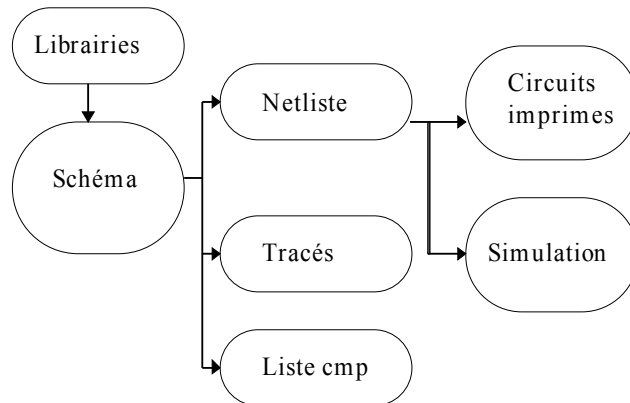 Librairies
Schéma
Netliste
Tracés
Liste cmp
Circuits
imprimes
Simulation